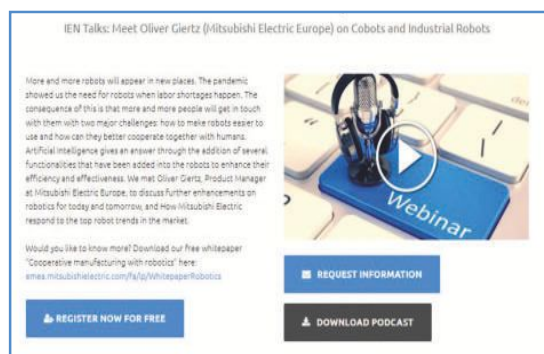 IEN Talks: Meet Oliver Giertz (Mitsubishi Electric Europe) on Cobots and Industrial Robots
More and more robots will appear in new places. The pandemic
showed us the need for robots when labor shortages happen. The
consequence of this is that more and more people will get in touch
with them with two major challenges: how to make robots easier to
use and how can they better cooperate together with humans.
Artificial Intelligence gives an answer through the addition of several
functionalities that have been added into the robots to enhance their
efficiency and effectiveness. We met Oliver Giertz, Product Manager
at Mitsubishi Electric Europe, to discuss further enhancements on
robotics for today and tomorrow, and How Mitsubishi Electric
respond to the top robot trends in the market.
Would you like to know more? Download our free whitepaper
"Cooperative manufacturing with robotics" here:
emea.mitsubishielectric.com/fa/lp/WhitepaperRobotics
REGISTER NOW FOR FREE
Webinar
REQUEST INFORMATION
DOWNLOAD PODCAST